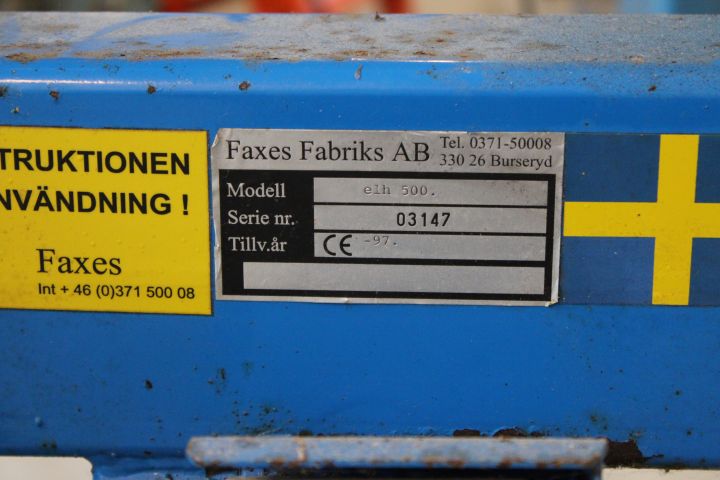 TRUKTIONEN
NVÄNDNING !
Faxes
Int + 46 (0)371 500 08
Faxes Fabriks AB Tel. 0371-50008
330 26 Burseryd
Modell elh 500.
Serie nr. 03147
Tillv.år CE -97.